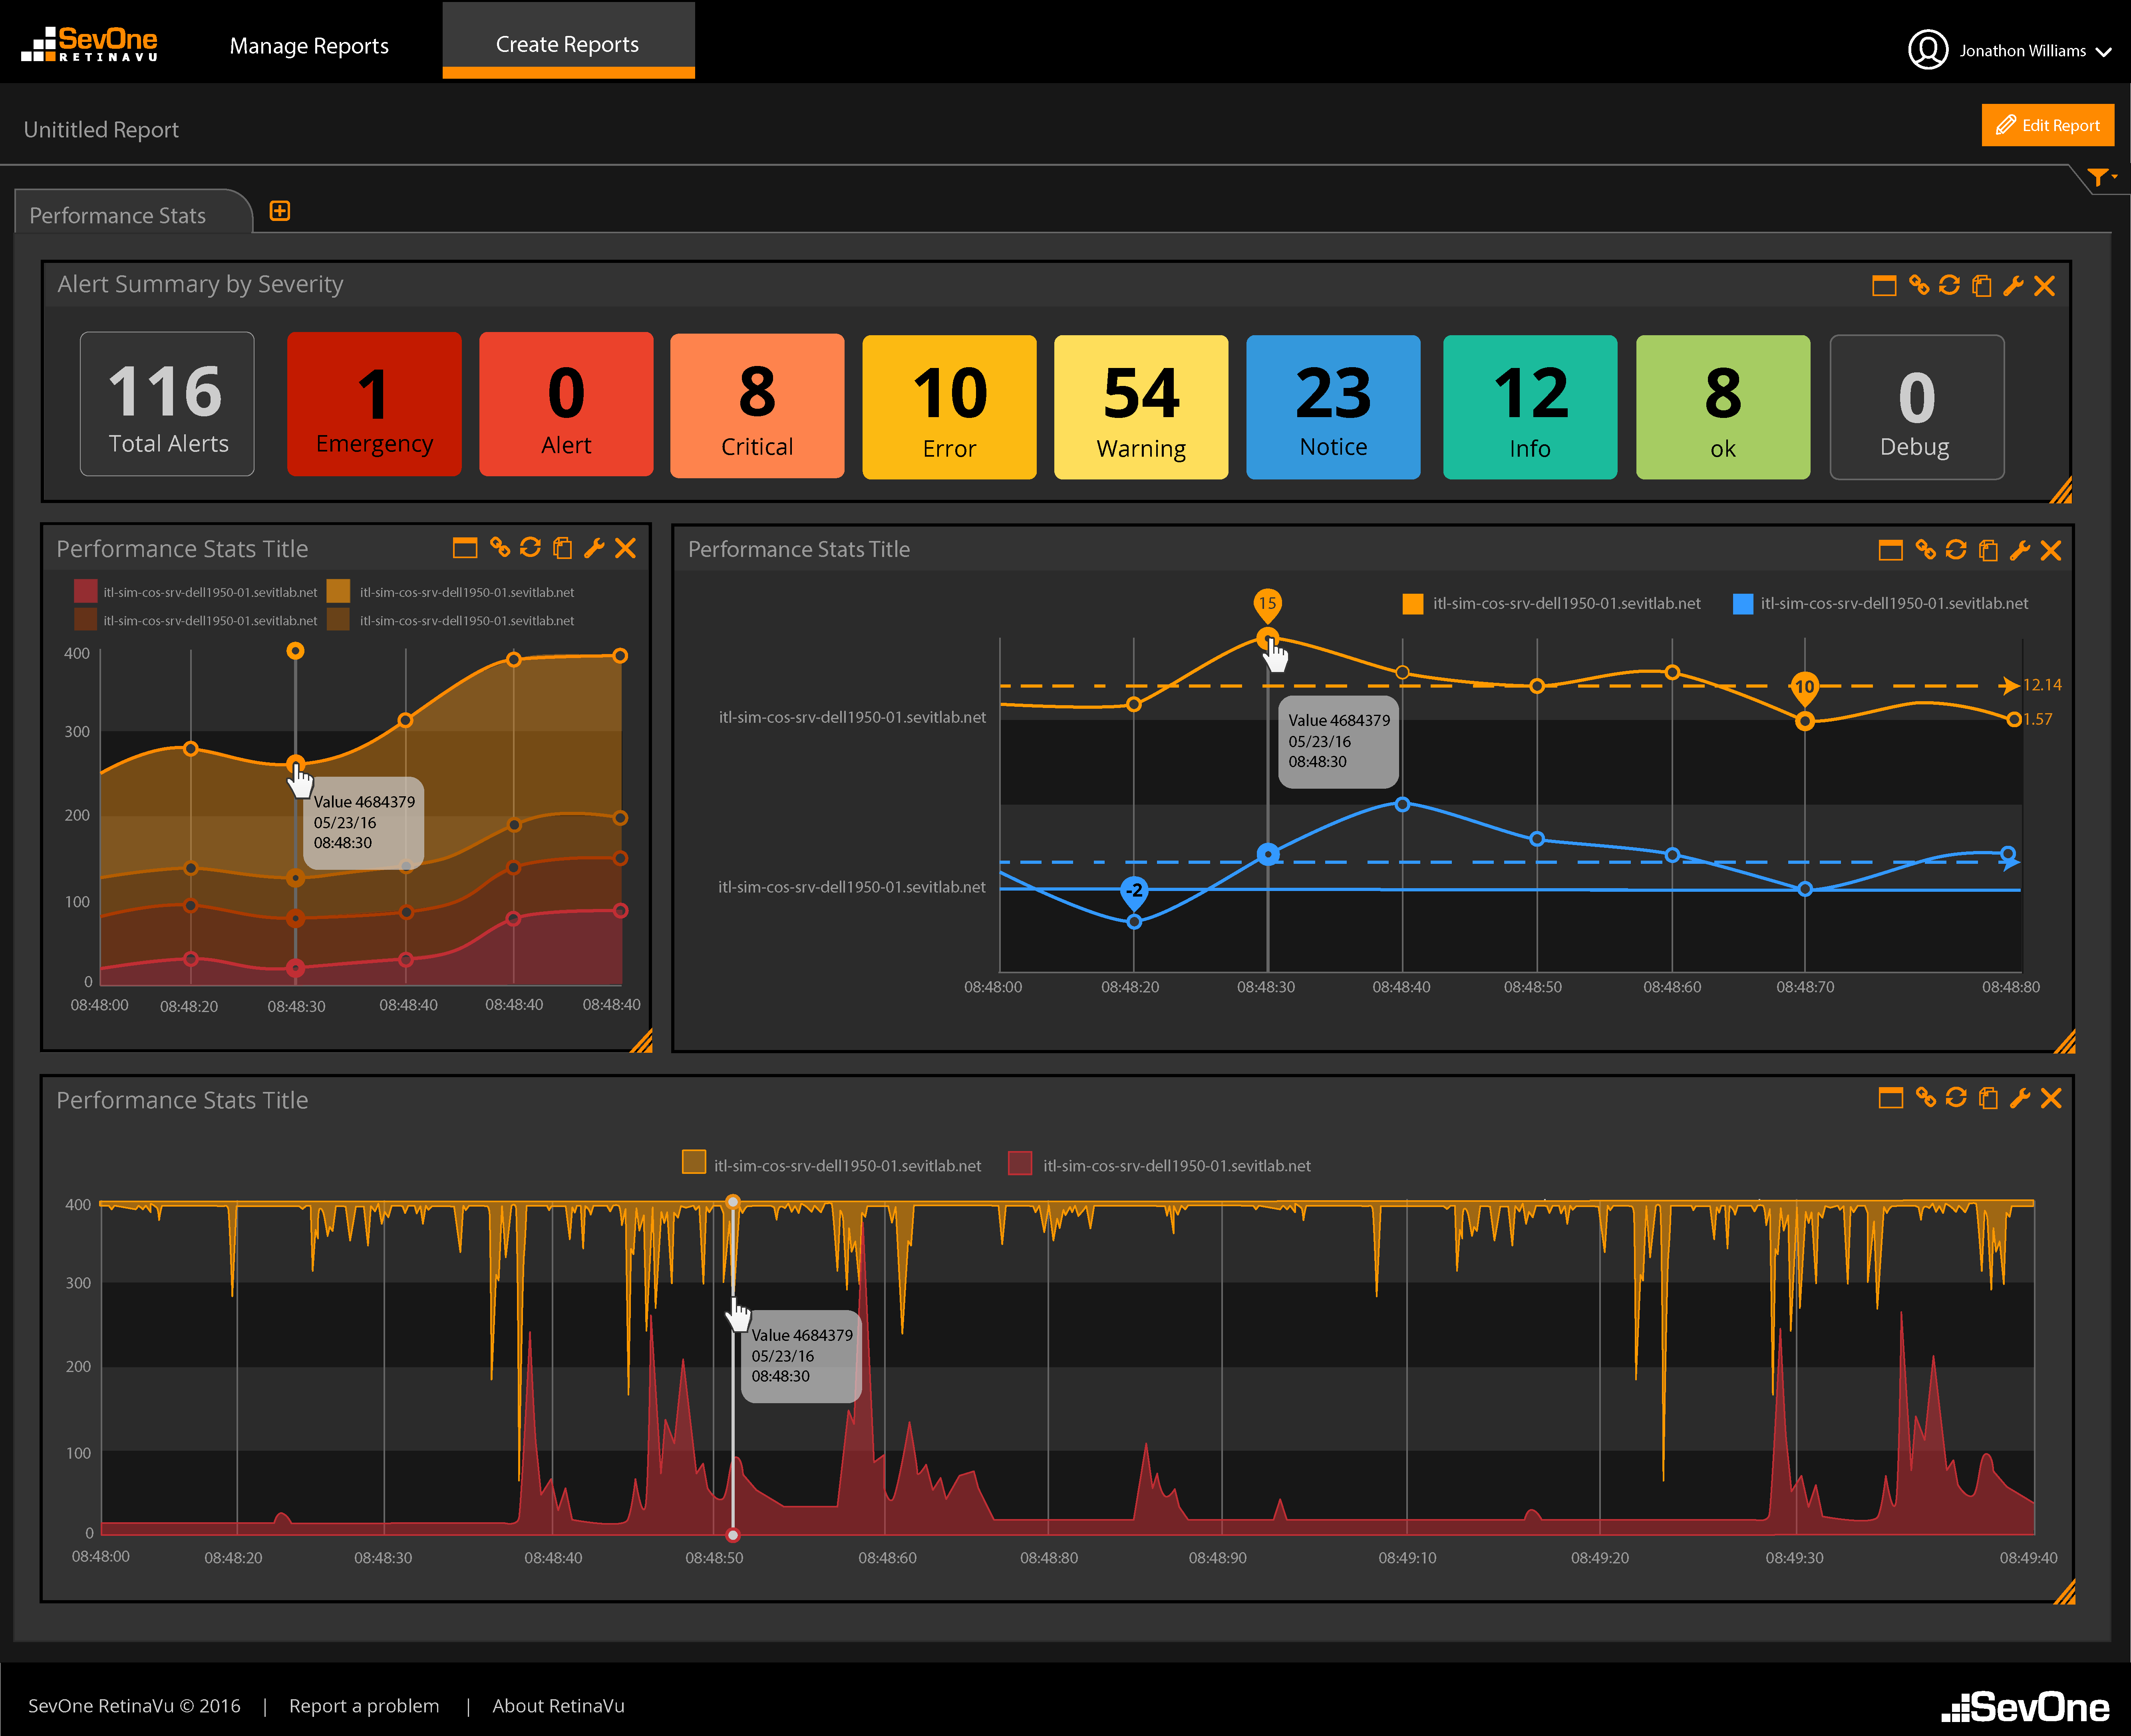 SevOne
RETINAVU
Manage Reports
Create Reports
Jonathon Williams
Unititled Report
Edit Report
Performance Stats
Alert Summary by Severity
116
Total Alerts
1
Emergency
0
Alert
8
Critical
10
Error
54
Warning
23
Notice
12
Info
8
ok
0
Debug
Performance Stats Title
itl-sim-cos-srv-dell1950-01.sevitlab.net
itl-sim-cos-srv-dell1950-01.sevitlab.net
itl-sim-cos-srv-dell1950-01.sevitlab.net
itl-sim-cos-srv-dell1950-01.sevitlab.net
400
300
200
100
0
Value 4684379
05/23/16
08:48:30
08:48:00 08:48:20 08:48:30 08:48:40 08:48:40 08:48:40
Performance Stats Title
itl-sim-cos-srv-dell1950-01.sevitlab.net
itl-sim-cos-srv-dell1950-01.sevitlab.net
15
10
12.14
1.57
itl-sim-cos-srv-dell1950-01.sevitlab.net
Value 4684379
05/23/16
08:48:30
itl-sim-cos-srv-dell1950-01.sevitlab.net
-2
08:48:00 08:48:20 08:48:30 08:48:40 08:48:50 08:48:60 08:48:70 08:48:80
Performance Stats Title
itl-sim-cos-srv-dell1950-01.sevitlab.net
itl-sim-cos-srv-dell1950-01.sevitlab.net
400
300
200
100
0
Value 4684379
05/23/16
08:48:30
08:48:00 08:48:20 08:48:30 08:48:40 08:48:50 08:48:60 08:48:80 08:48:90 08:49:10 08:49:20 08:49:30 08:49:40
SevOne RetinaVu © 2016 | Report a problem | About RetinaVu
SevOne